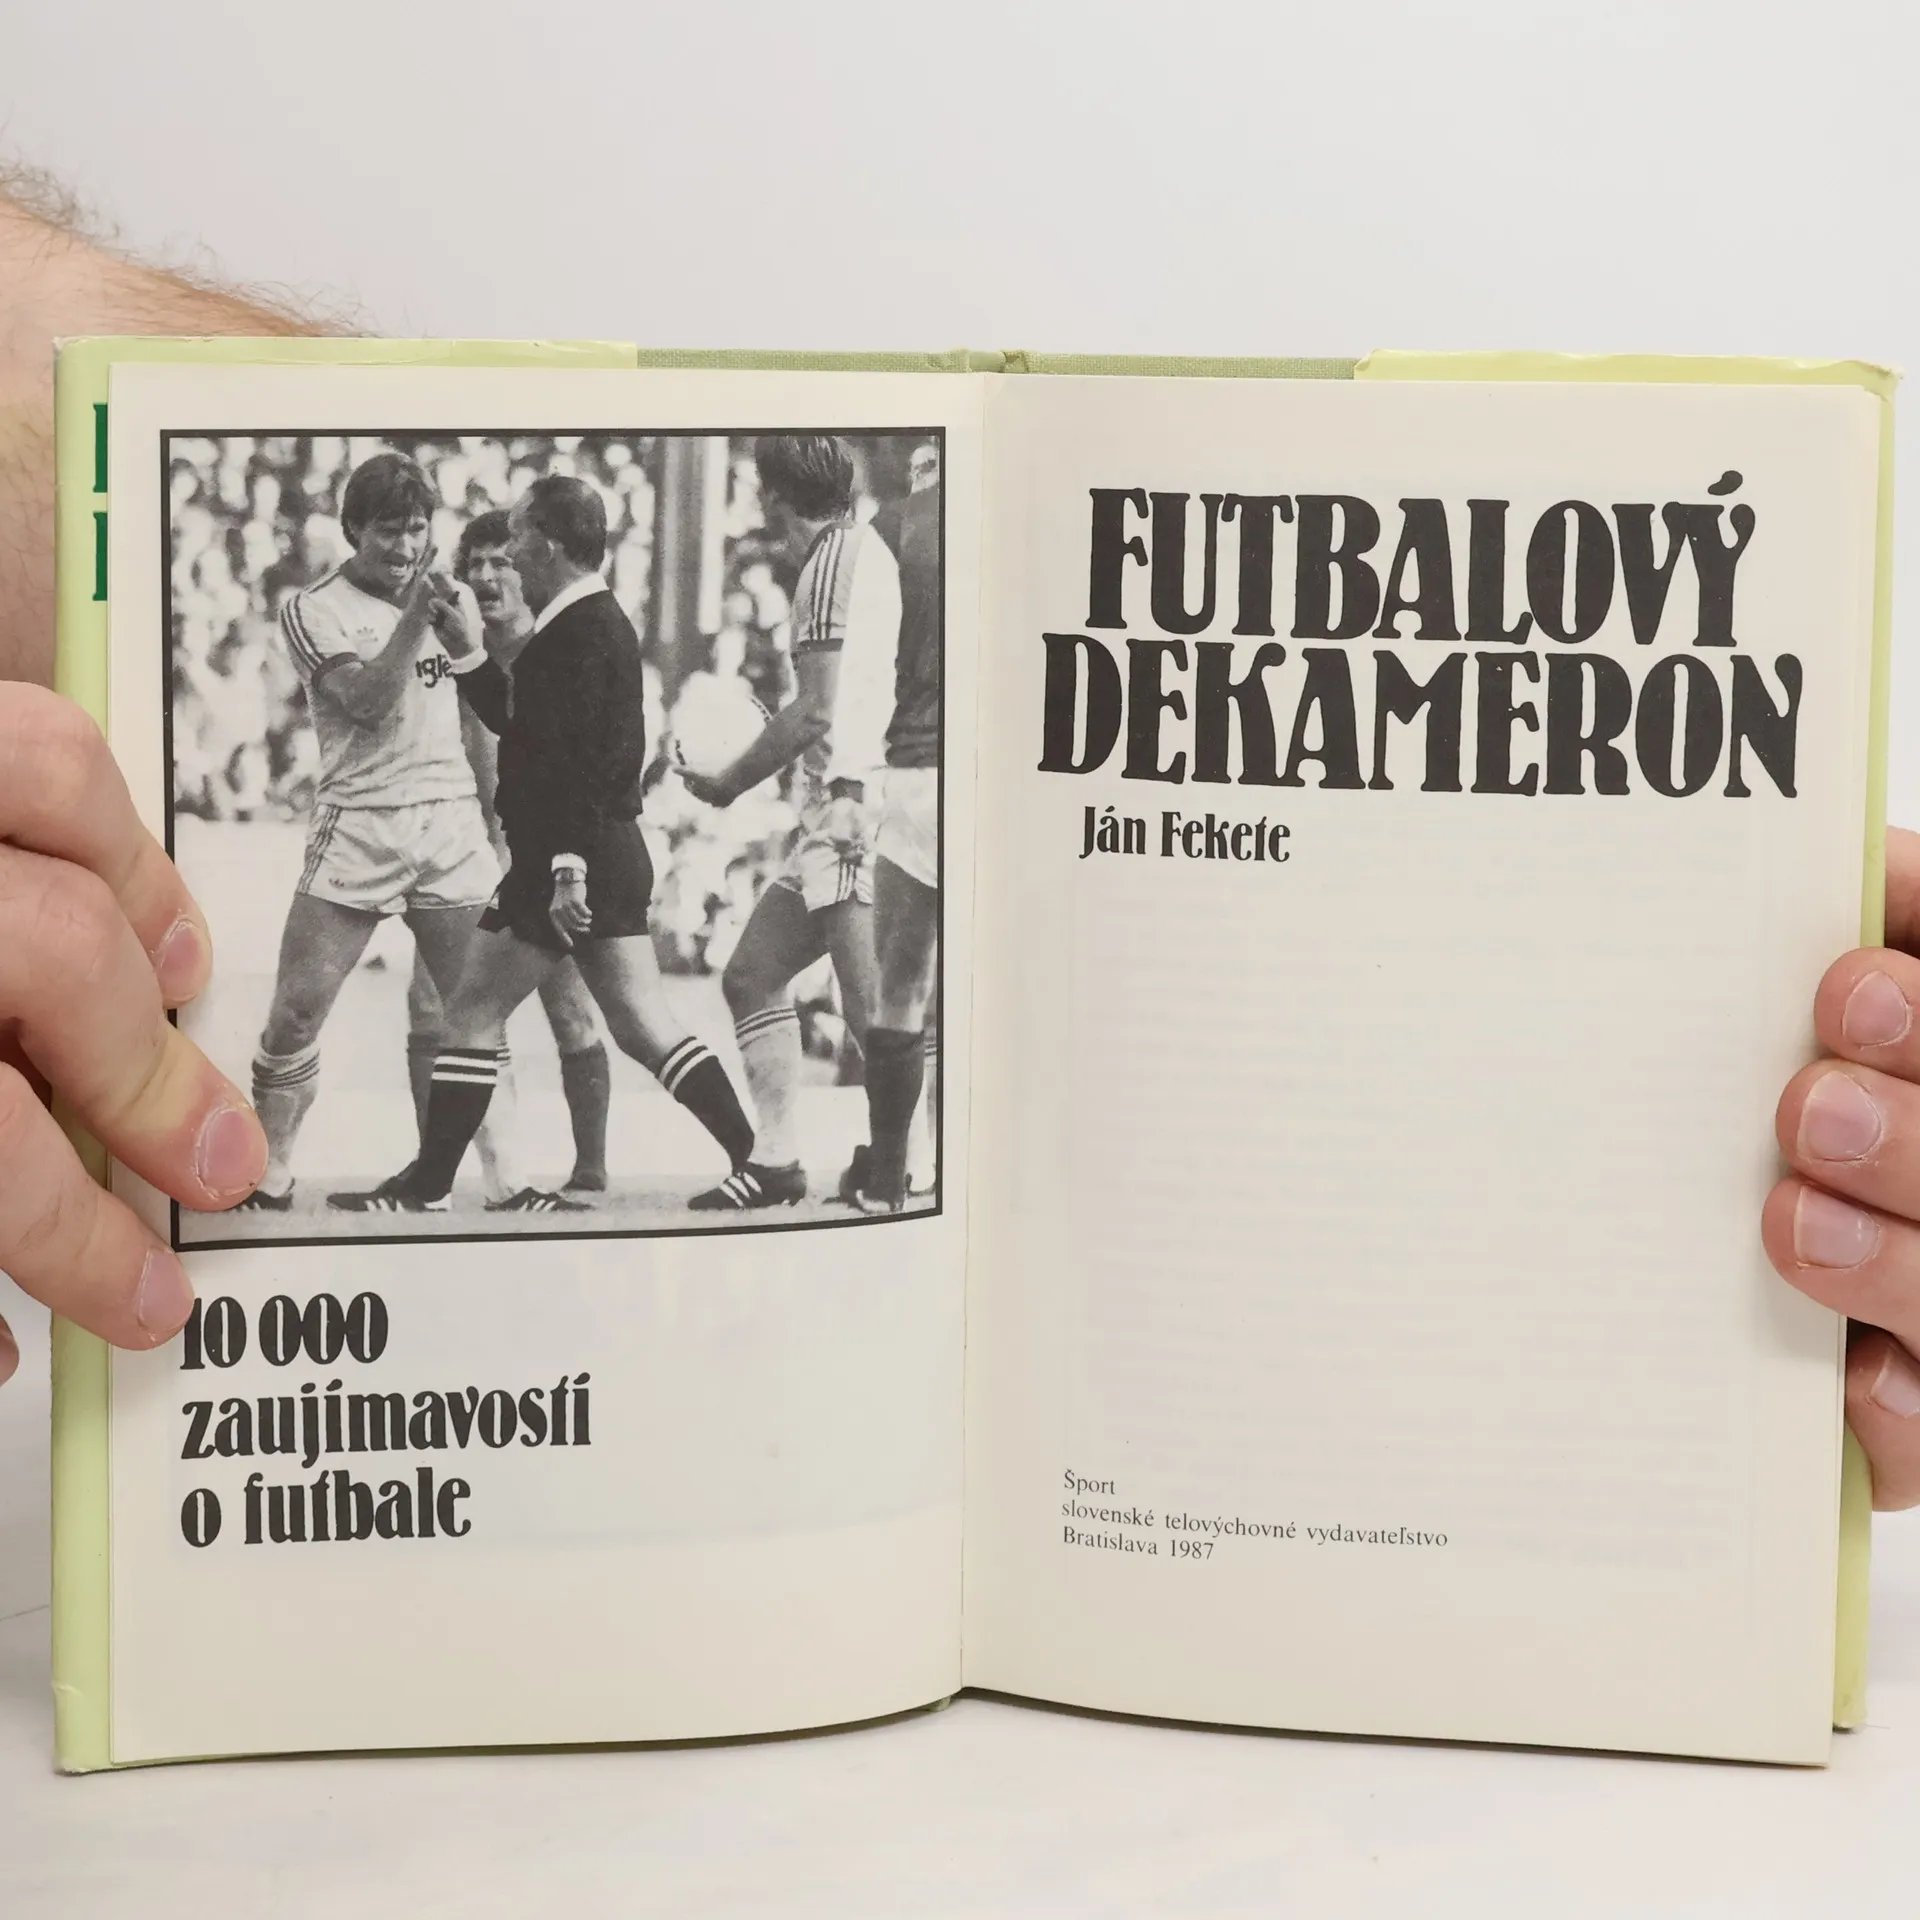 10 000
zaujímavostí
o futbale
FUTBALOVÝ
DEKAMERON
Ján Fekete
Šport
slovenské telovýchovné vydavateľstvo
Bratislava 1987